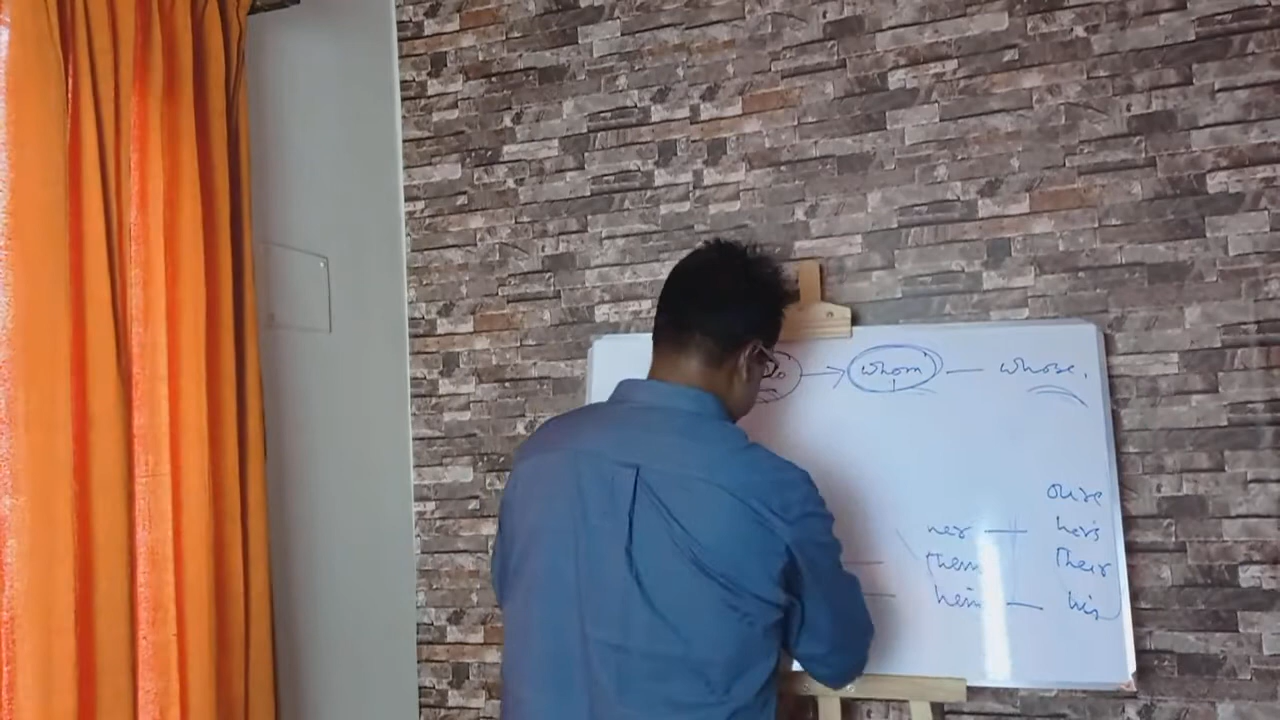 whom — whose.
ours
her — hers
them Their
him — his